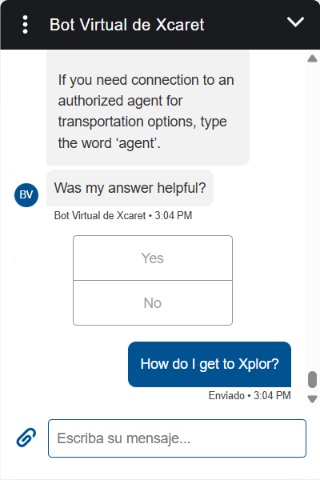 Bot Virtual de Xcaret
If you need connection to an
authorized agent for
transportation options, type
the word ‘agent’.
Was my answer helpful?
BV
Bot Virtual de Xcaret • 3:04 PM
Yes
No
How do I get to Xplor?
Enviado • 3:04 PM
Escriba su mensaje...